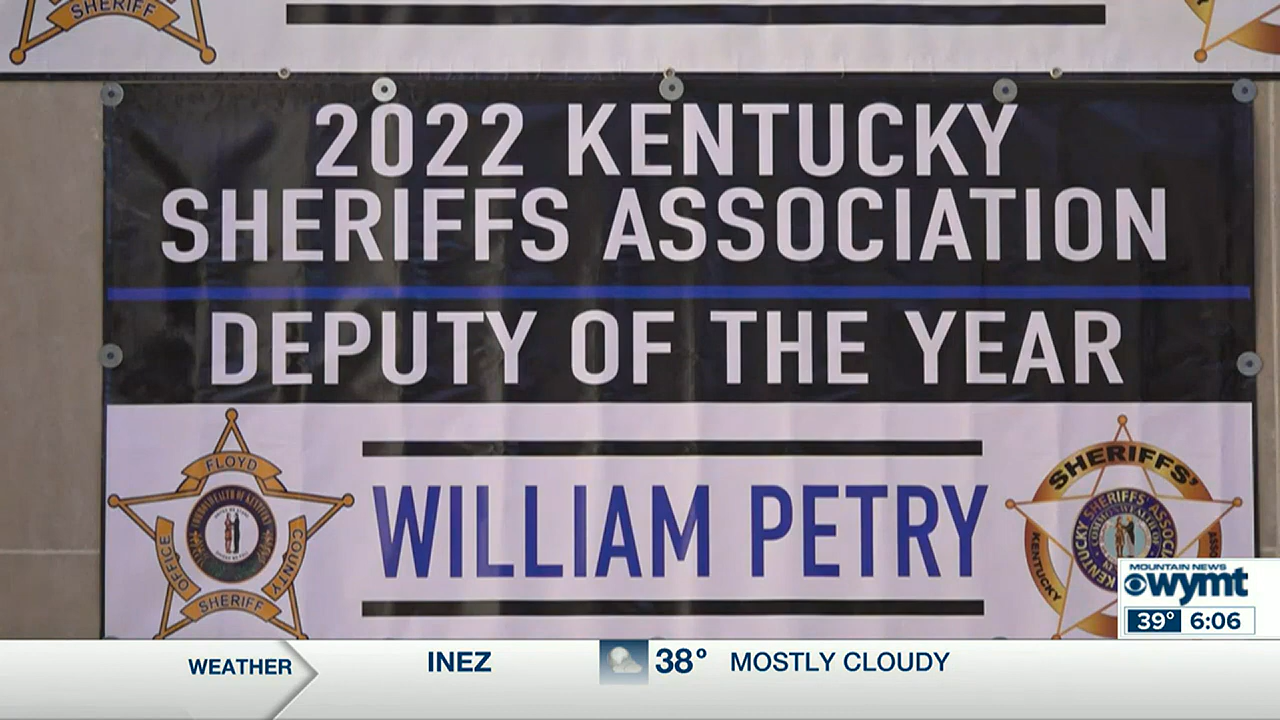 SHERIFF
2022 KENTUCKY
SHERIFFS ASSOCIATION
DEPUTY OF THE YEAR
FLOYD
OFFICE
COUNTY
SHERIFF
WILLIAM PETRY
SHERIFFS'
KENTUCKY
MOUNTAIN NEWS
wymt
39° 6:06
WEATHER INEZ 38° MOSTLY CLOUDY